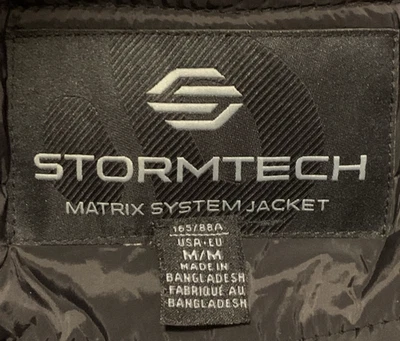 STORMTECH
MATRIX SYSTEM JACKET
165/88A
USA • EU
M/M
MADE IN
BANGLADESH
FABRIQUÉ AU
BANGLADESH